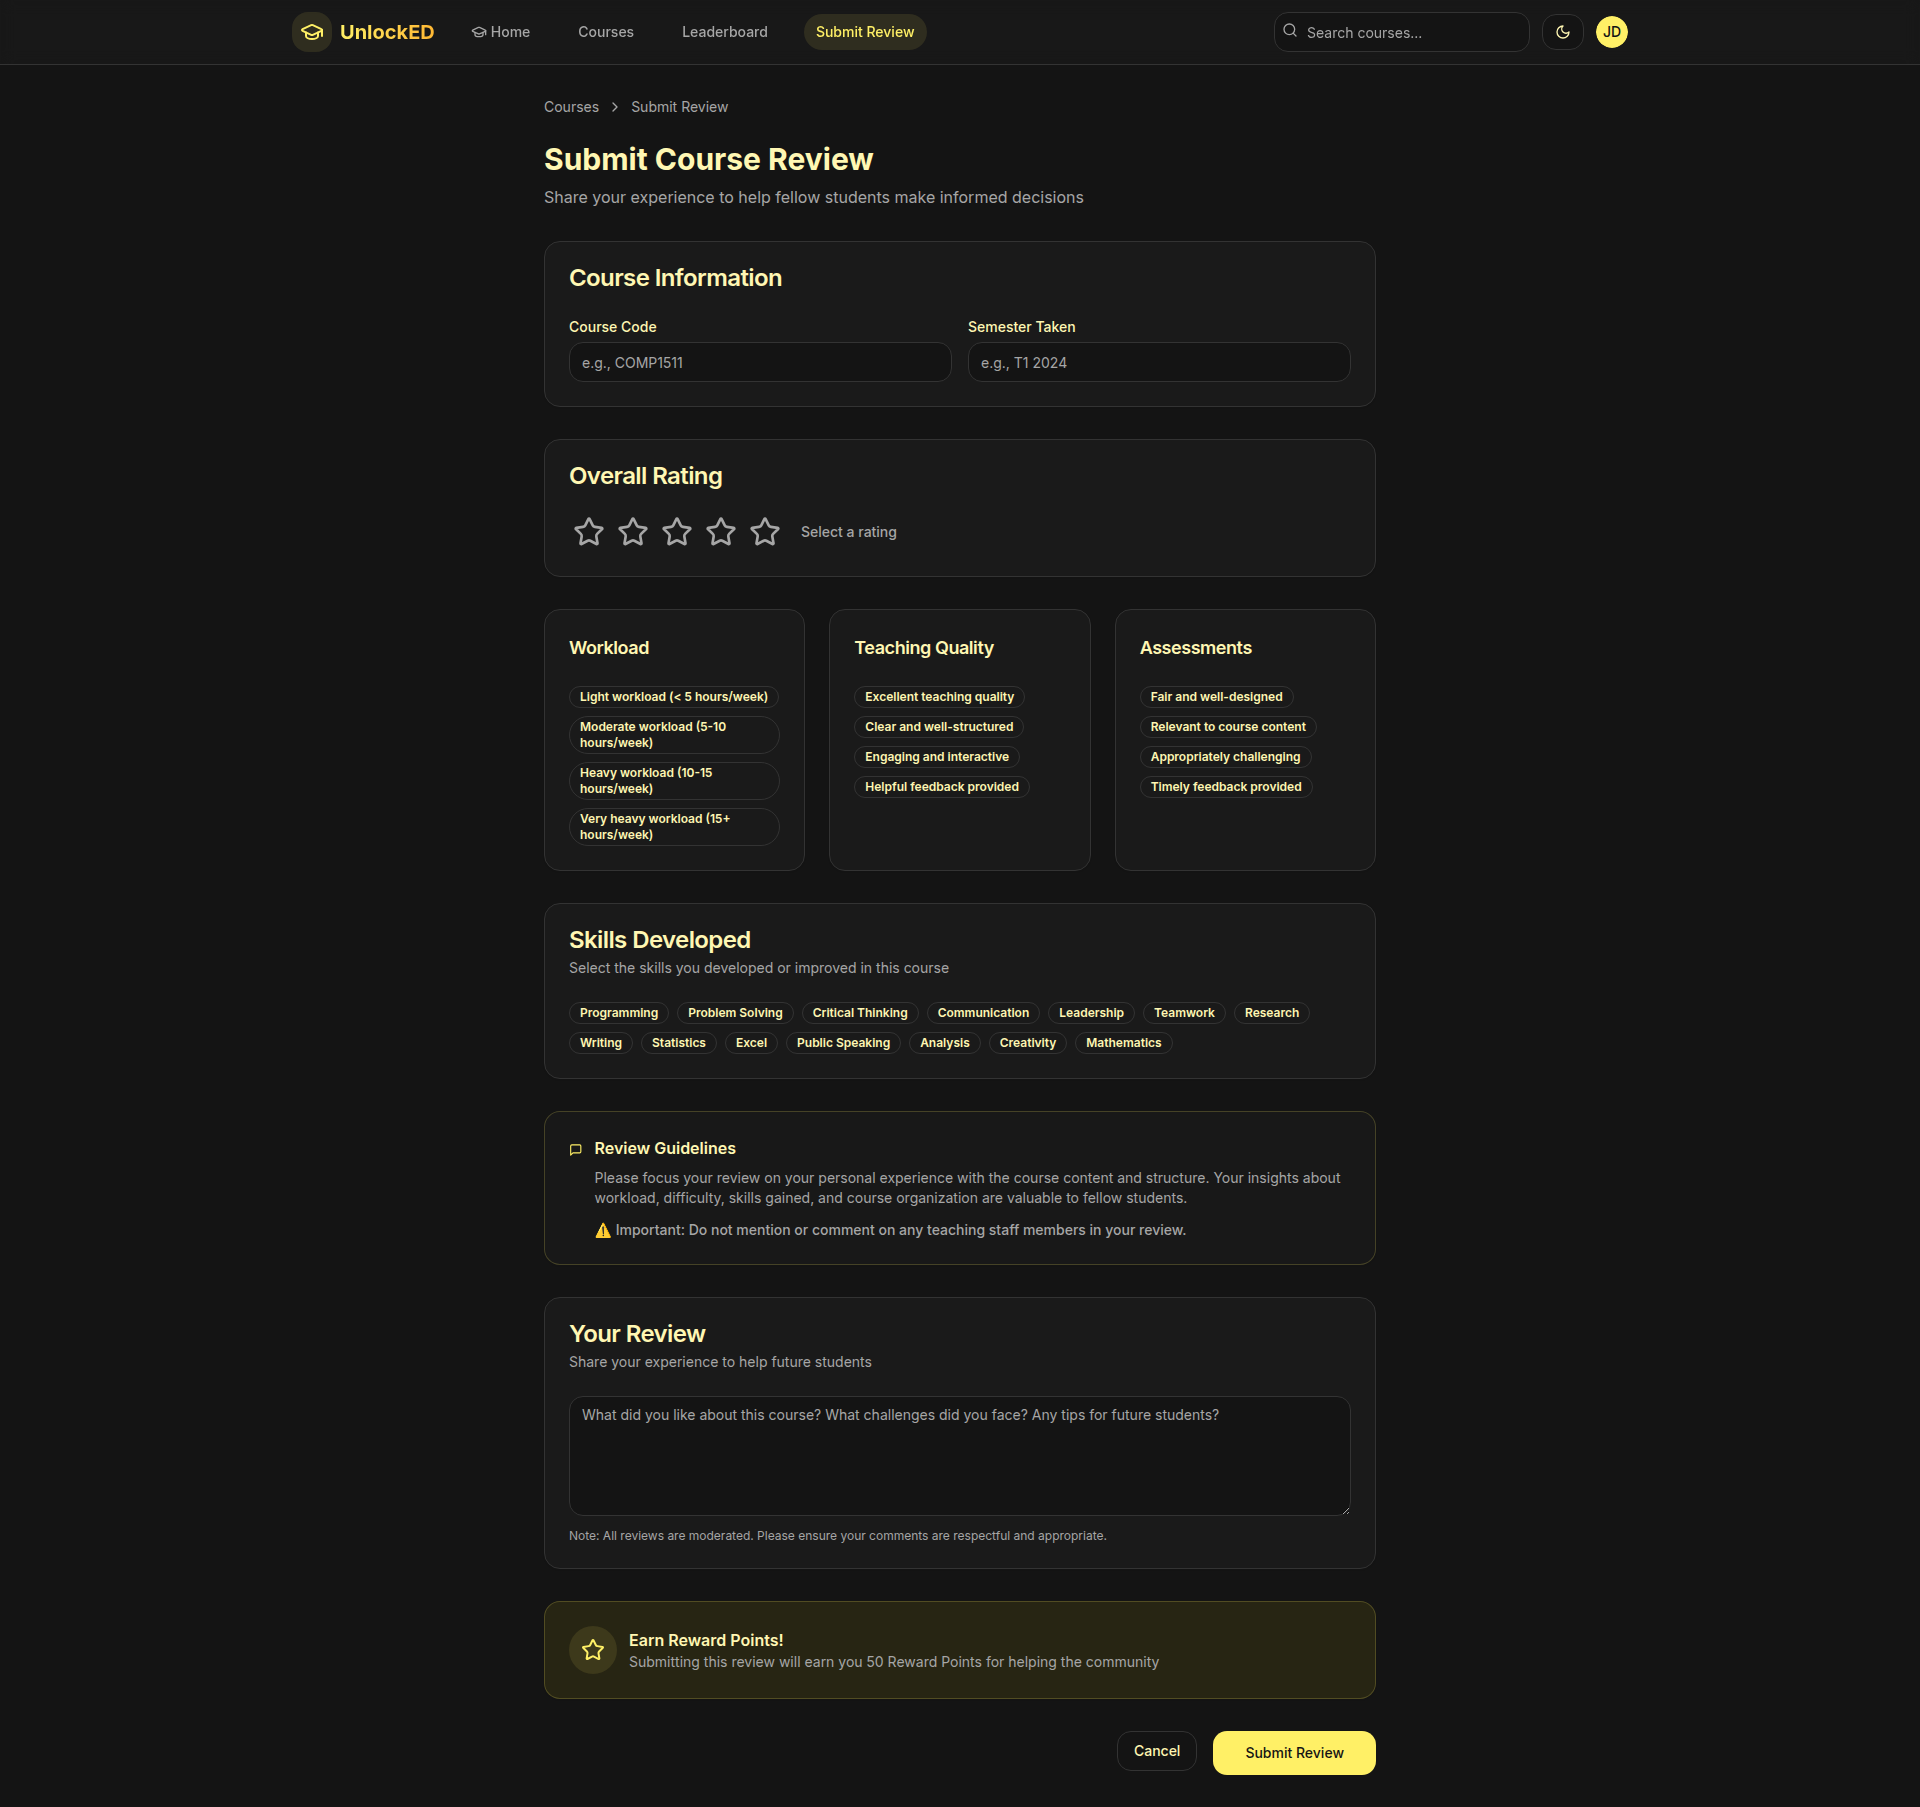 UnlockED
Home
Courses
Leaderboard
Submit Review
Search courses...
JD
Courses
Submit Review
Submit Course Review
Share your experience to help fellow students make informed decisions
Course Information
Course Code
Semester Taken
e.g., COMP1511
e.g., T1 2024
Overall Rating
Select a rating
Workload
Light workload (< 5 hours/week)
Moderate workload (5-10
hours/week)
Heavy workload (10-15
hours/week)
Very heavy workload (15+
hours/week)
Teaching Quality
Excellent teaching quality
Clear and well-structured
Engaging and interactive
Helpful feedback provided
Assessments
Fair and well-designed
Relevant to course content
Appropriately challenging
Timely feedback provided
Skills Developed
Select the skills you developed or improved in this course
Programming Problem Solving Critical Thinking Communication Leadership Teamwork Research
Writing Statistics Excel Public Speaking Analysis Creativity Mathematics
Review Guidelines
Please focus your review on your personal experience with the course content and structure. Your insights about
workload, difficulty, skills gained, and course organization are valuable to fellow students.
⚠️ Important: Do not mention or comment on any teaching staff members in your review.
Your Review
Share your experience to help future students
What did you like about this course? What challenges did you face? Any tips for future students?
Note: All reviews are moderated. Please ensure your comments are respectful and appropriate.
Earn Reward Points!
Submitting this review will earn you 50 Reward Points for helping the community
Cancel
Submit Review